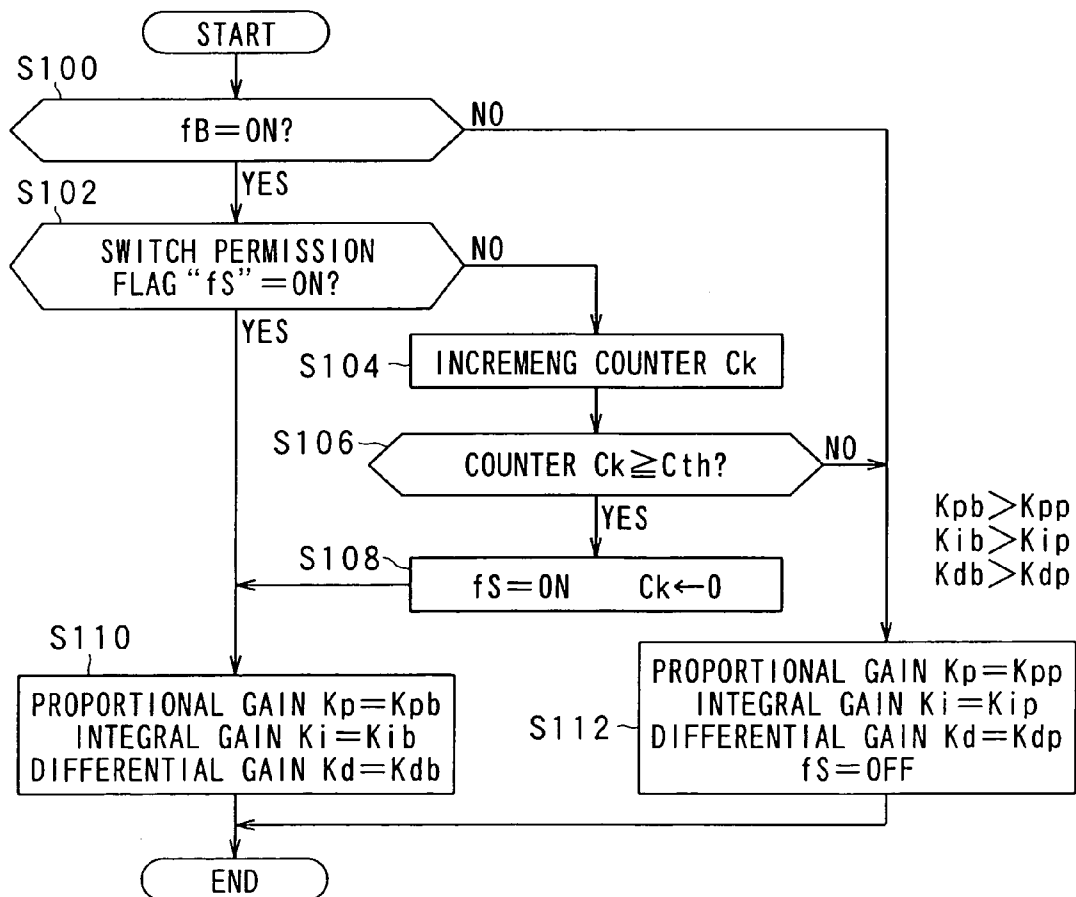 START
S100
fB=ON?
NO
YES
S102
SWITCH PERMISSION
FLAG “fS”=ON?
NO
YES
S104
INCREMENG COUNTER Ck
S106
COUNTER Ck≧Cth?
NO
YES
Kpb>Kpp
Kib>Kip
Kdb>Kdp
S108
fS=ON Ck←0
S110
PROPORTIONAL GAIN Kp=Kpb
INTEGRAL GAIN Ki=Kib
DIFFERENTIAL GAIN Kd=Kdb
S112
PROPORTIONAL GAIN Kp=Kpp
INTEGRAL GAIN Ki=Kip
DIFFERENTIAL GAIN Kd=Kdp
fS=OFF
END